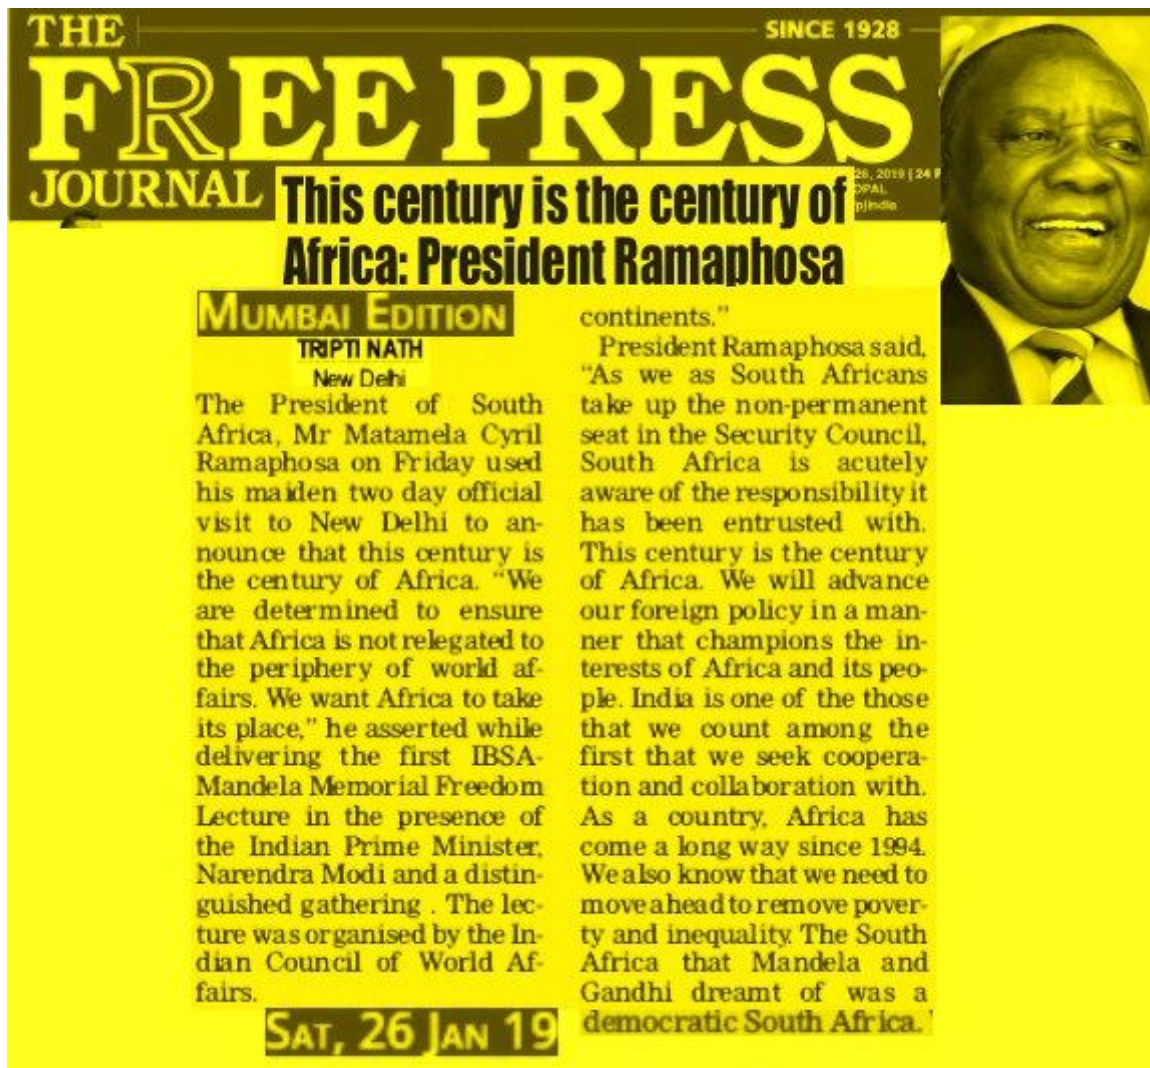 THE
SINCE 1928
FREE PRESS
JOURNAL
26, 2019 | 24
OPAL
This century is the century of
Africa: President Ramaphosa
MUMBAI EDITION
TRIPTI NATH
New Delhi
The President of South
Africa, Mr Matamela Cyril
Ramaphosa on Friday used
his maiden two day official
visit to New Delhi to an-
nounce that this century is
the century of Africa. "We
are determined to ensure
that Africa is not relegated to
the periphery of world af-
fairs. We want Africa to take
its place," he asserted while
delivering the first IBSA-
Mandela Memorial Freedom
Lecture in the presence of
the Indian Prime Minister,
Narendra Modi and a distin-
guished gathering . The lec-
ture was organised by the In-
dian Council of World Af-
fairs.
SAT, 26 JAN 19
continents."
President Ramaphosa said,
"As we as South Africans
take up the non-permanent
seat in the Security Council,
South Africa is acutely
aware of the responsibility it
has been entrusted with.
This century is the century
of Africa. We will advance
our foreign policy in a man-
ner that champions the in-
terests of Africa and its peo-
ple. India is one of the those
that we count among the
first that we seek coopera-
tion and collaboration with.
As a country, Africa has
come a long way since 1994.
We also know that we need to
move ahead to remove pover-
ty and inequality. The South
Africa that Mandela and
Gandhi dreamt of was a
democratic South Africa.